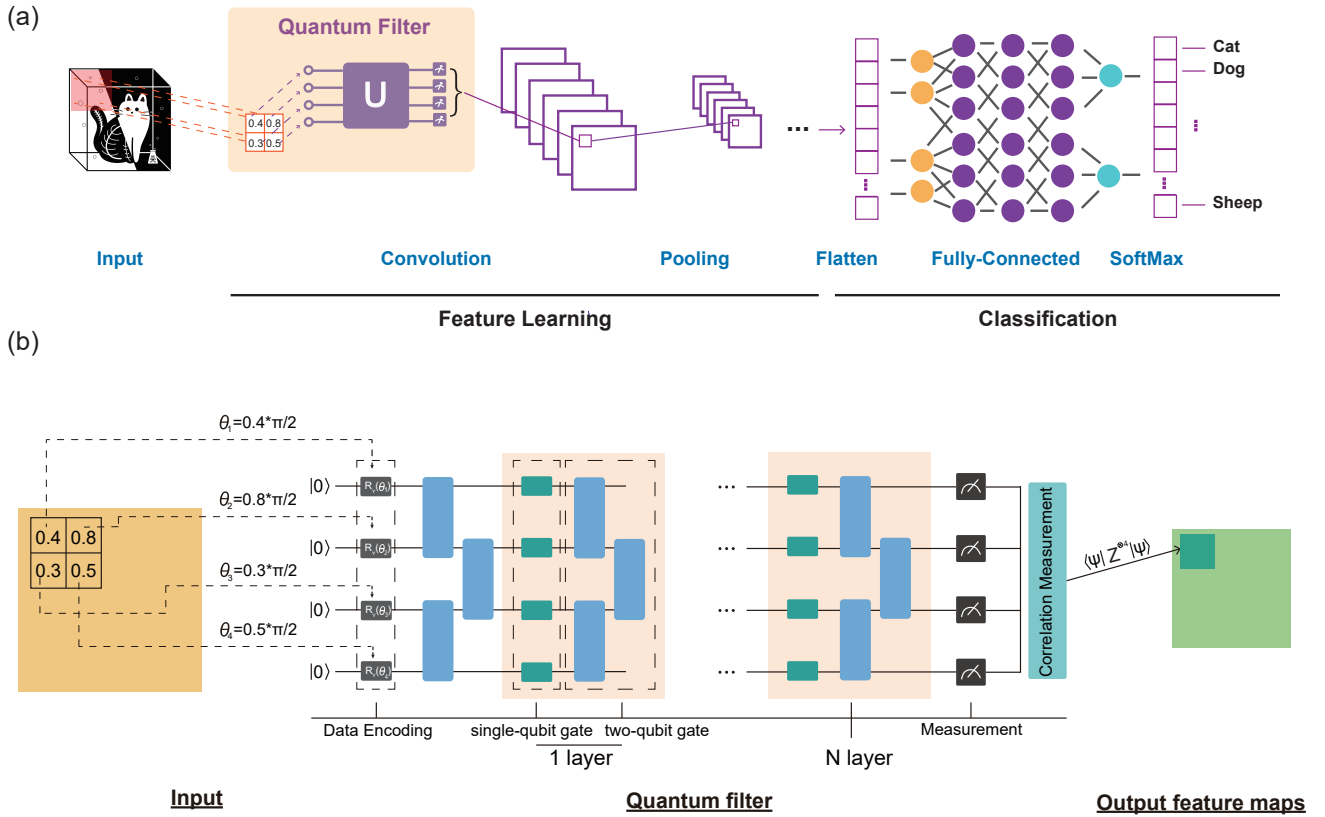 (a)
Quantum Filter
U
0.4 0.8
0.3 0.5
...
Cat
Dog
Sheep
Input
Convolution
Pooling
Flatten
Fully-Connected
SoftMax
Feature Learning
Classification
(b)
θ₁=0.4*π/2
θ₂=0.8*π/2
θ₃=0.3*π/2
θ₄=0.5*π/2
0.4 0.8
0.3 0.5
|0⟩
|0⟩
|0⟩
|0⟩
...
...
...
...
Correlation Measurement
⟨ψ| Z^⊗4 |ψ⟩
Data Encoding
single-qubit gate
two-qubit gate
Measurement
1 layer
N layer
Input
Quantum filter
Output feature maps